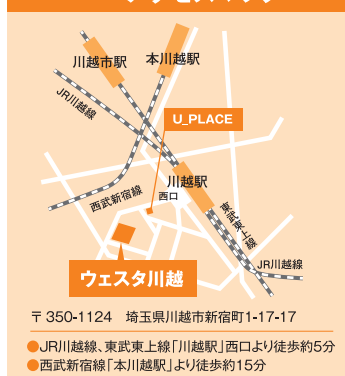 川越市駅
本川越駅
JR川越線
U_PLACE
川越駅
西口
西武新宿線
東武東上線
ウェスタ川越
JR川越線
〒350-1124 埼玉県川越市新宿町1-17-17
●JR川越線、東武東上線「川越駅」西口より徒歩約5分
●西武新宿線「本川越駅」より徒歩約15分